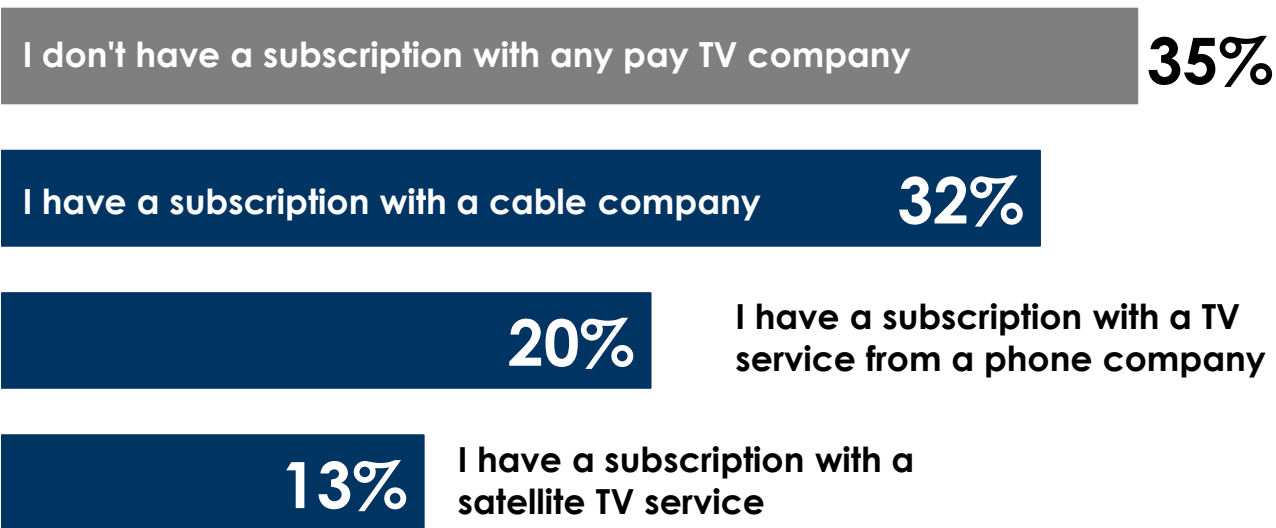 I don't have a subscription with any pay TV company
35%
I have a subscription with a cable company
32%
20%
I have a subscription with a TV
service from a phone company
13%
I have a subscription with a
satellite TV service